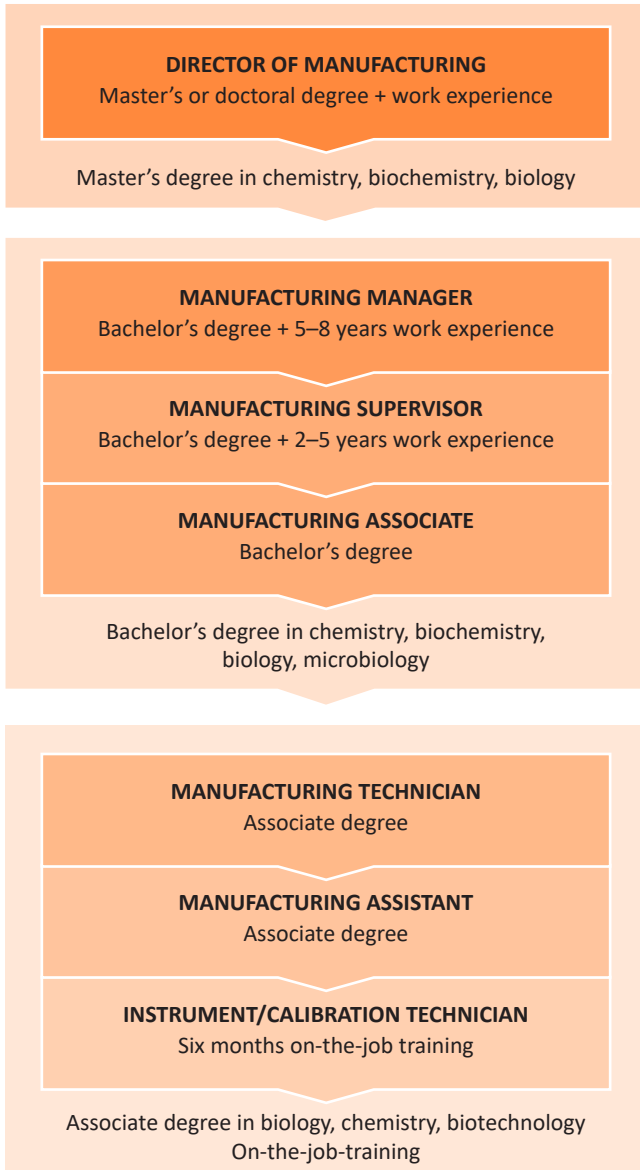 DIRECTOR OF MANUFACTURING
Master’s or doctoral degree + work experience
Master’s degree in chemistry, biochemistry, biology
MANUFACTURING MANAGER
Bachelor’s degree + 5–8 years work experience
MANUFACTURING SUPERVISOR
Bachelor’s degree + 2–5 years work experience
MANUFACTURING ASSOCIATE
Bachelor’s degree
Bachelor’s degree in chemistry, biochemistry,
biology, microbiology
MANUFACTURING TECHNICIAN
Associate degree
MANUFACTURING ASSISTANT
Associate degree
INSTRUMENT/CALIBRATION TECHNICIAN
Six months on-the-job training
Associate degree in biology, chemistry, biotechnology
On-the-job-training